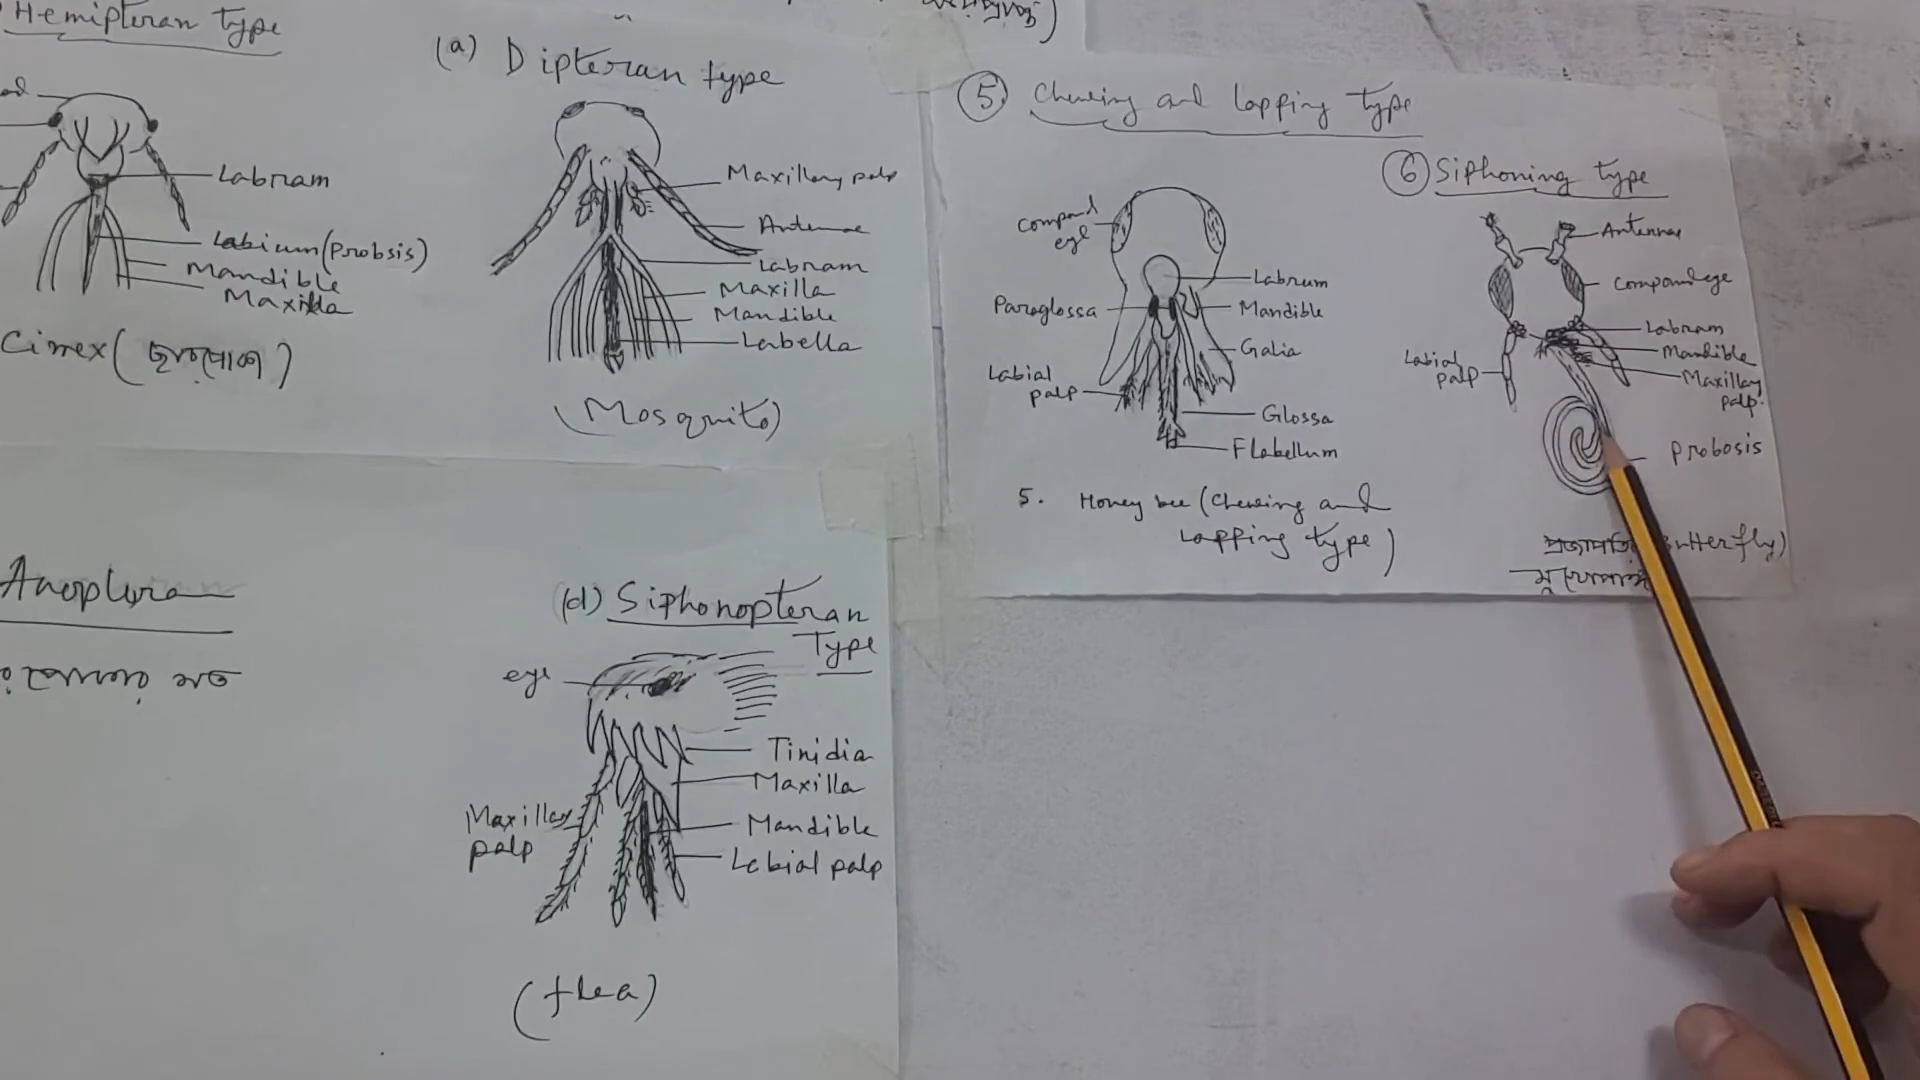 Hemipteran type
Labram
Labium (Probsis)
Mandible
Maxilla
Cimex (ছারপোকা)
(a) Dipteran type
Maxillary palp
Antennae
Labram
Maxilla
Mandible
Labella
(Mosquito)
⑤ Chewing and lapping type
Compound
eye
Paraglossa
Labial
palp
Labrum
Mandible
Galia
Glossa
Flabellum
5. Honey bee (Chewing and
Lapping type)
⑥ Siphoning type
Antennae
Compound eye
Labram
Mandible
Maxillary
palp.
Labial
palp
Probosis
Anoplura
(d) Siphonopteran
Type
eye
Tinidia
Maxilla
Mandible
Lebial palp
Maxillary
palp
(flea)